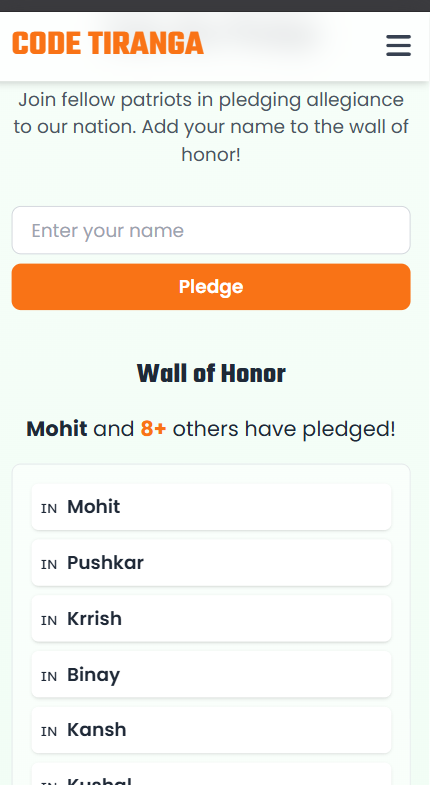 CODE TIRANGA
Join fellow patriots in pledging allegiance
to our nation. Add your name to the wall of
honor!
Enter your name
Pledge
Wall of Honor
Mohit and 8+ others have pledged!
IN Mohit
IN Pushkar
IN Krrish
IN Binay
IN Kansh